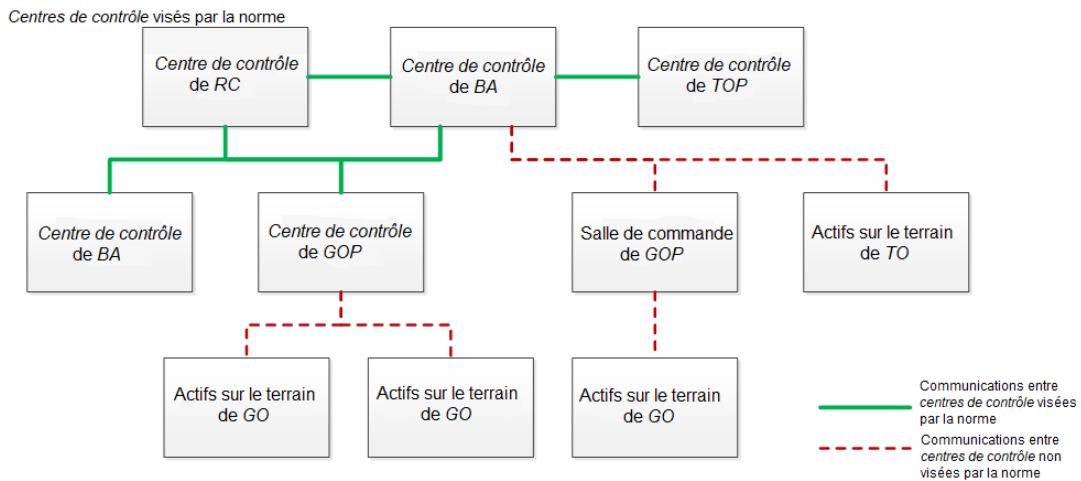 Centres de contrôle visés par la norme
Centre de contrôle
de RC
Centre de contrôle
de BA
Centre de contrôle
de TOP
Centre de contrôle
de BA
Centre de contrôle
de GOP
Salle de commande
de GOP
Actifs sur le terrain
de TO
Actifs sur le terrain
de GO
Actifs sur le terrain
de GO
Actifs sur le terrain
de GO
Communications entre
centres de contrôle visées
par la norme
Communications entre
centres de contrôle non
visées par la norme